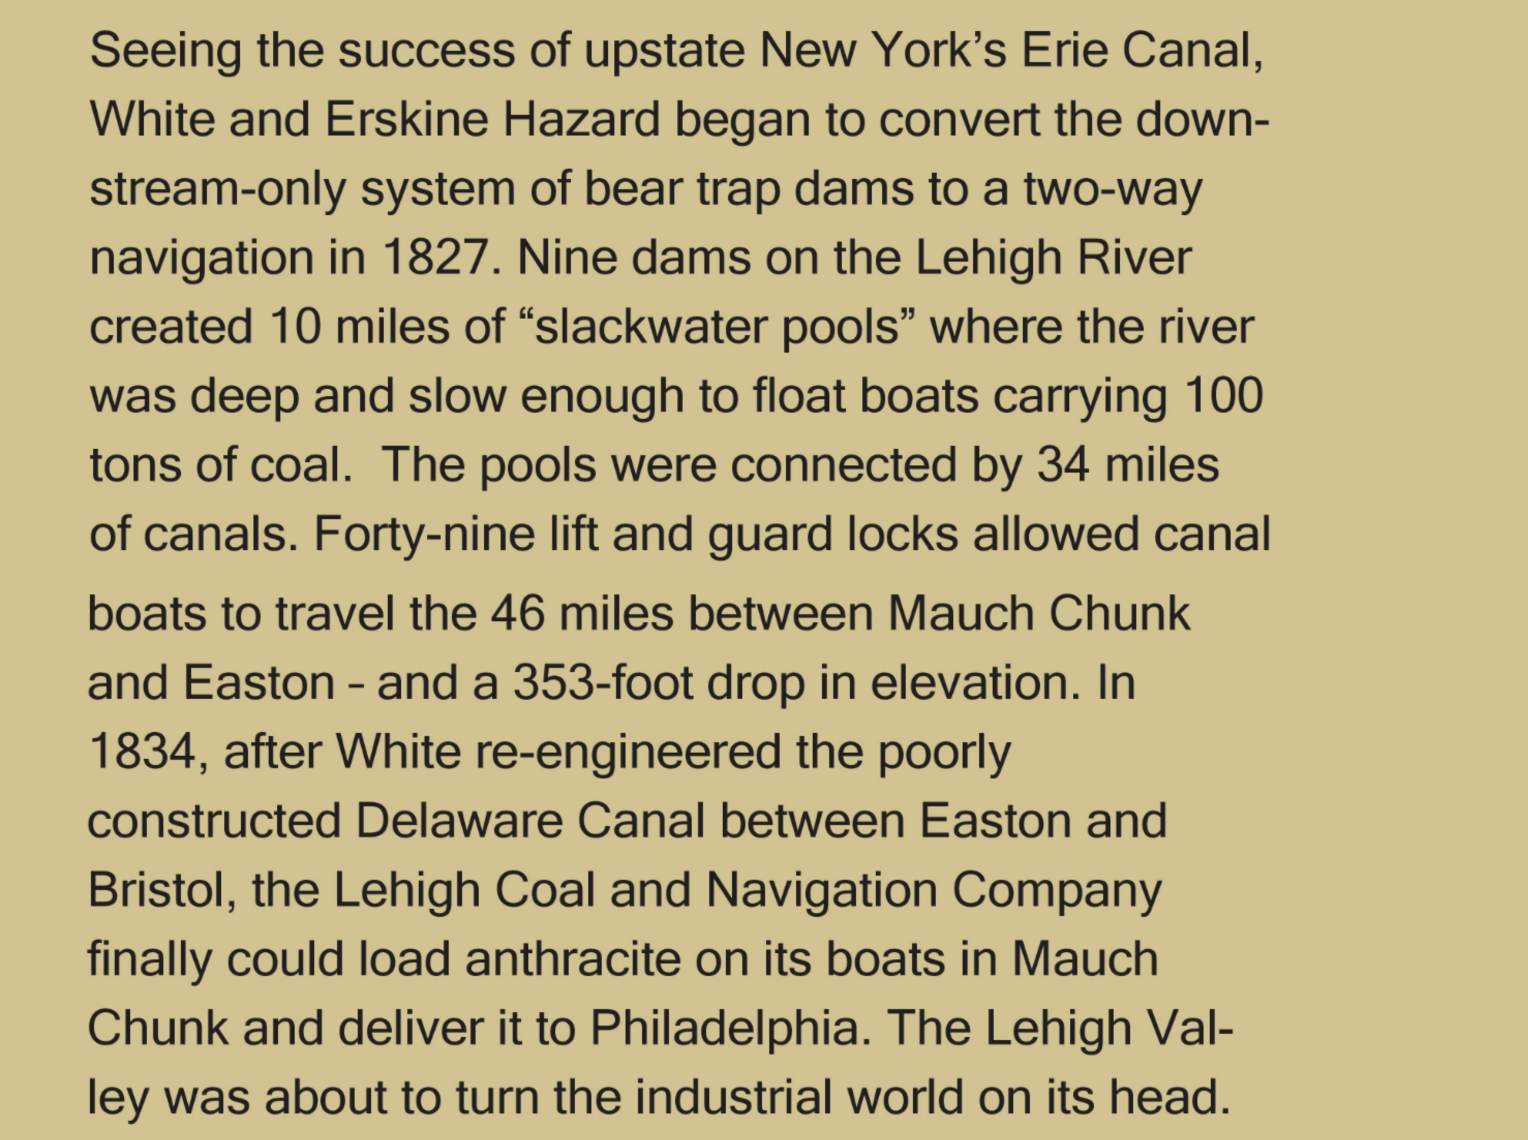 Seeing the success of upstate New York’s Erie Canal,
White and Erskine Hazard began to convert the down-
stream-only system of bear trap dams to a two-way
navigation in 1827. Nine dams on the Lehigh River
created 10 miles of “slackwater pools” where the river
was deep and slow enough to float boats carrying 100
tons of coal.  The pools were connected by 34 miles
of canals. Forty-nine lift and guard locks allowed canal
boats to travel the 46 miles between Mauch Chunk
and Easton – and a 353-foot drop in elevation. In
1834, after White re-engineered the poorly
constructed Delaware Canal between Easton and
Bristol, the Lehigh Coal and Navigation Company
finally could load anthracite on its boats in Mauch
Chunk and deliver it to Philadelphia. The Lehigh Val-
ley was about to turn the industrial world on its head.